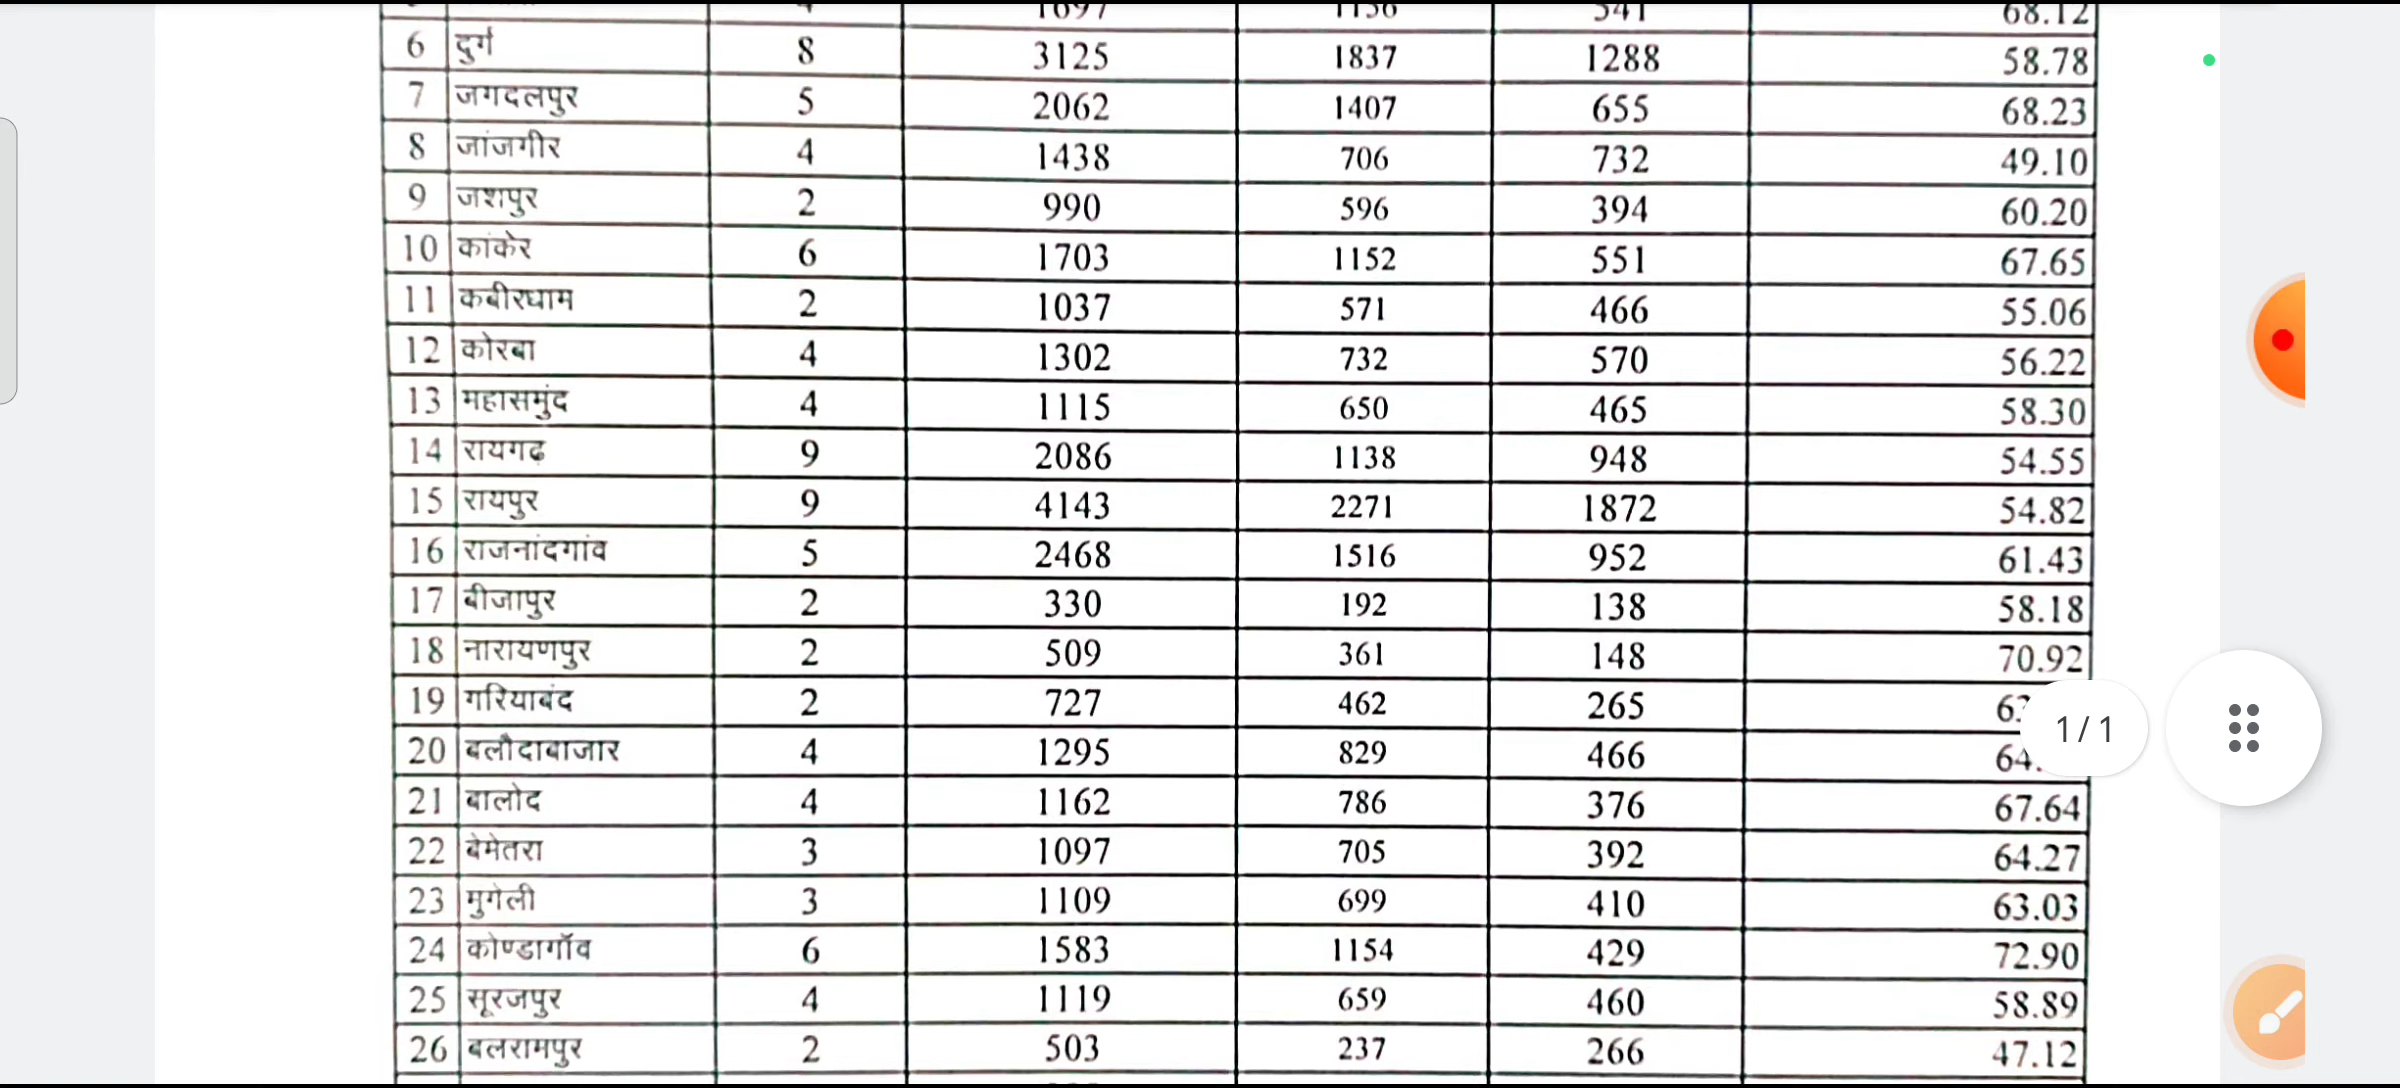 6 दुर्ग 8 3125 1837 1288 58.78
7 जगदलपुर 5 2062 1407 655 68.23
8 जांजगीर 4 1438 706 732 49.10
9 जशपुर 2 990 596 394 60.20
10 कांकेर 6 1703 1152 551 67.65
11 कबीरधाम 2 1037 571 466 55.06
12 कोरबा 4 1302 732 570 56.22
13 महासमुंद 4 1115 650 465 58.30
14 रायगढ़ 9 2086 1138 948 54.55
15 रायपुर 9 4143 2271 1872 54.82
16 राजनांदगांव 5 2468 1516 952 61.43
17 बीजापुर 2 330 192 138 58.18
18 नारायणपुर 2 509 361 148 70.92
19 गरियाबंद 2 727 462 265
1/1
20 बलौदाबाजार 4 1295 829 466 64.
21 बालोद 4 1162 786 376 67.64
22 बेमेतरा 3 1097 705 392 64.27
23 मुगेली 3 1109 699 410 63.03
24 कोण्डागॉव 6 1583 1154 429 72.90
25 सूरजपुर 4 1119 659 460 58.89
26 बलरामपुर 2 503 237 266 47.12